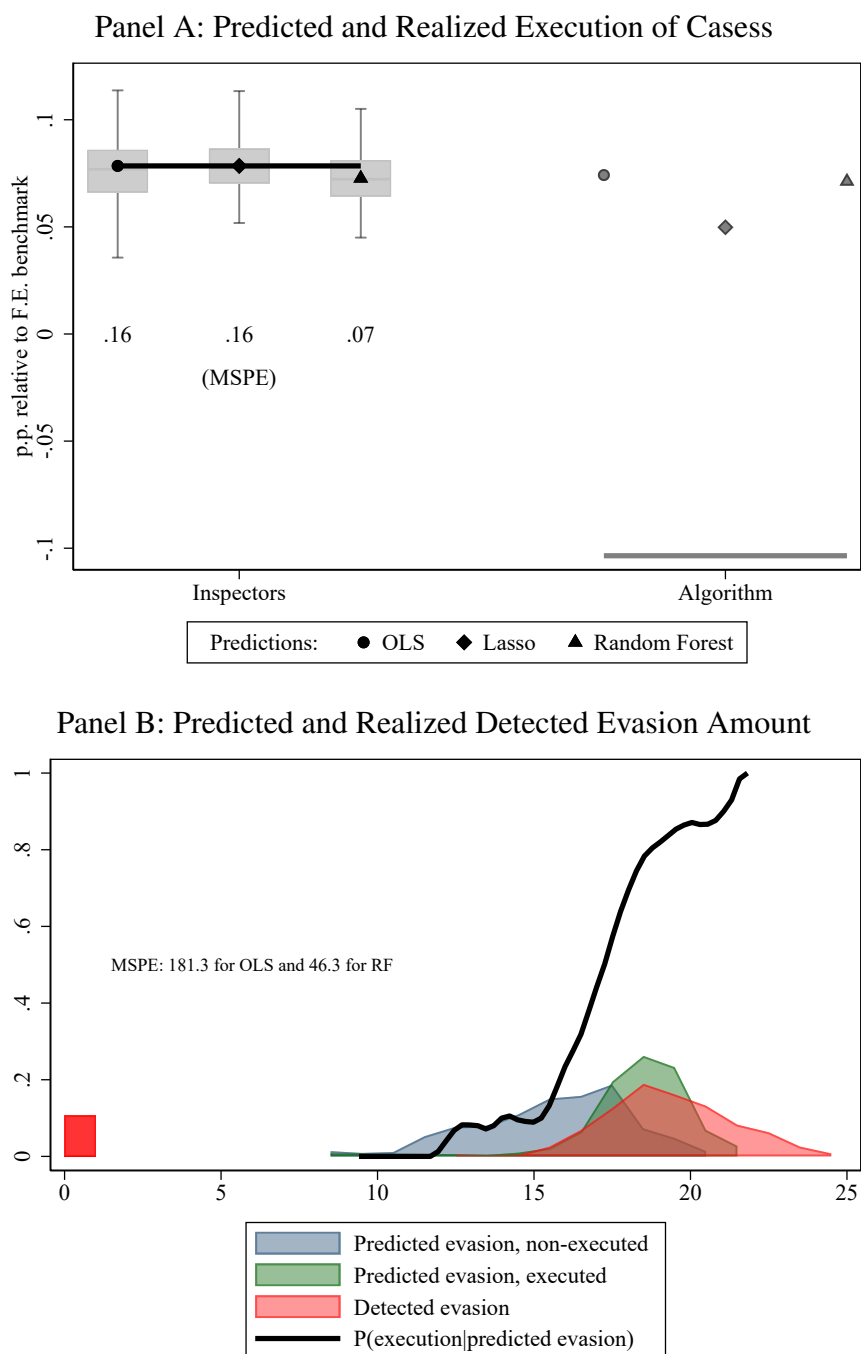 Panel A: Predicted and Realized Execution of Casess
p.p. relative to F.E. benchmark
.1
.05
0
-.05
-.1
.16
.16
.07
(MSPE)
Inspectors
Algorithm
Predictions:
OLS
Lasso
Random Forest
Panel B: Predicted and Realized Detected Evasion Amount
1
.8
.6
.4
.2
0
MSPE: 181.3 for OLS and 46.3 for RF
0
5
10
15
20
25
Predicted evasion, non-executed
Predicted evasion, executed
Detected evasion
P(execution|predicted evasion)